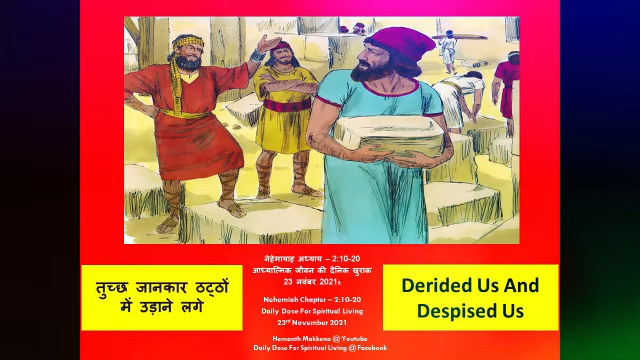 तुच्छ जानकार ठट्ठों
में उड़ाने लगे
नेहेमायाह अध्याय – 2:10-20
आध्यात्मिक जीवन की दैनिक खुराक
23 नवंबर 2021s
Nehemiah Chapter – 2:10-20
Daily Dose For Spiritual Living
23rd November 2021
Hemanth Makkena @ Youtube
Daily Dose For Spiritual Living @ Facebook
Derided Us And
Despised Us